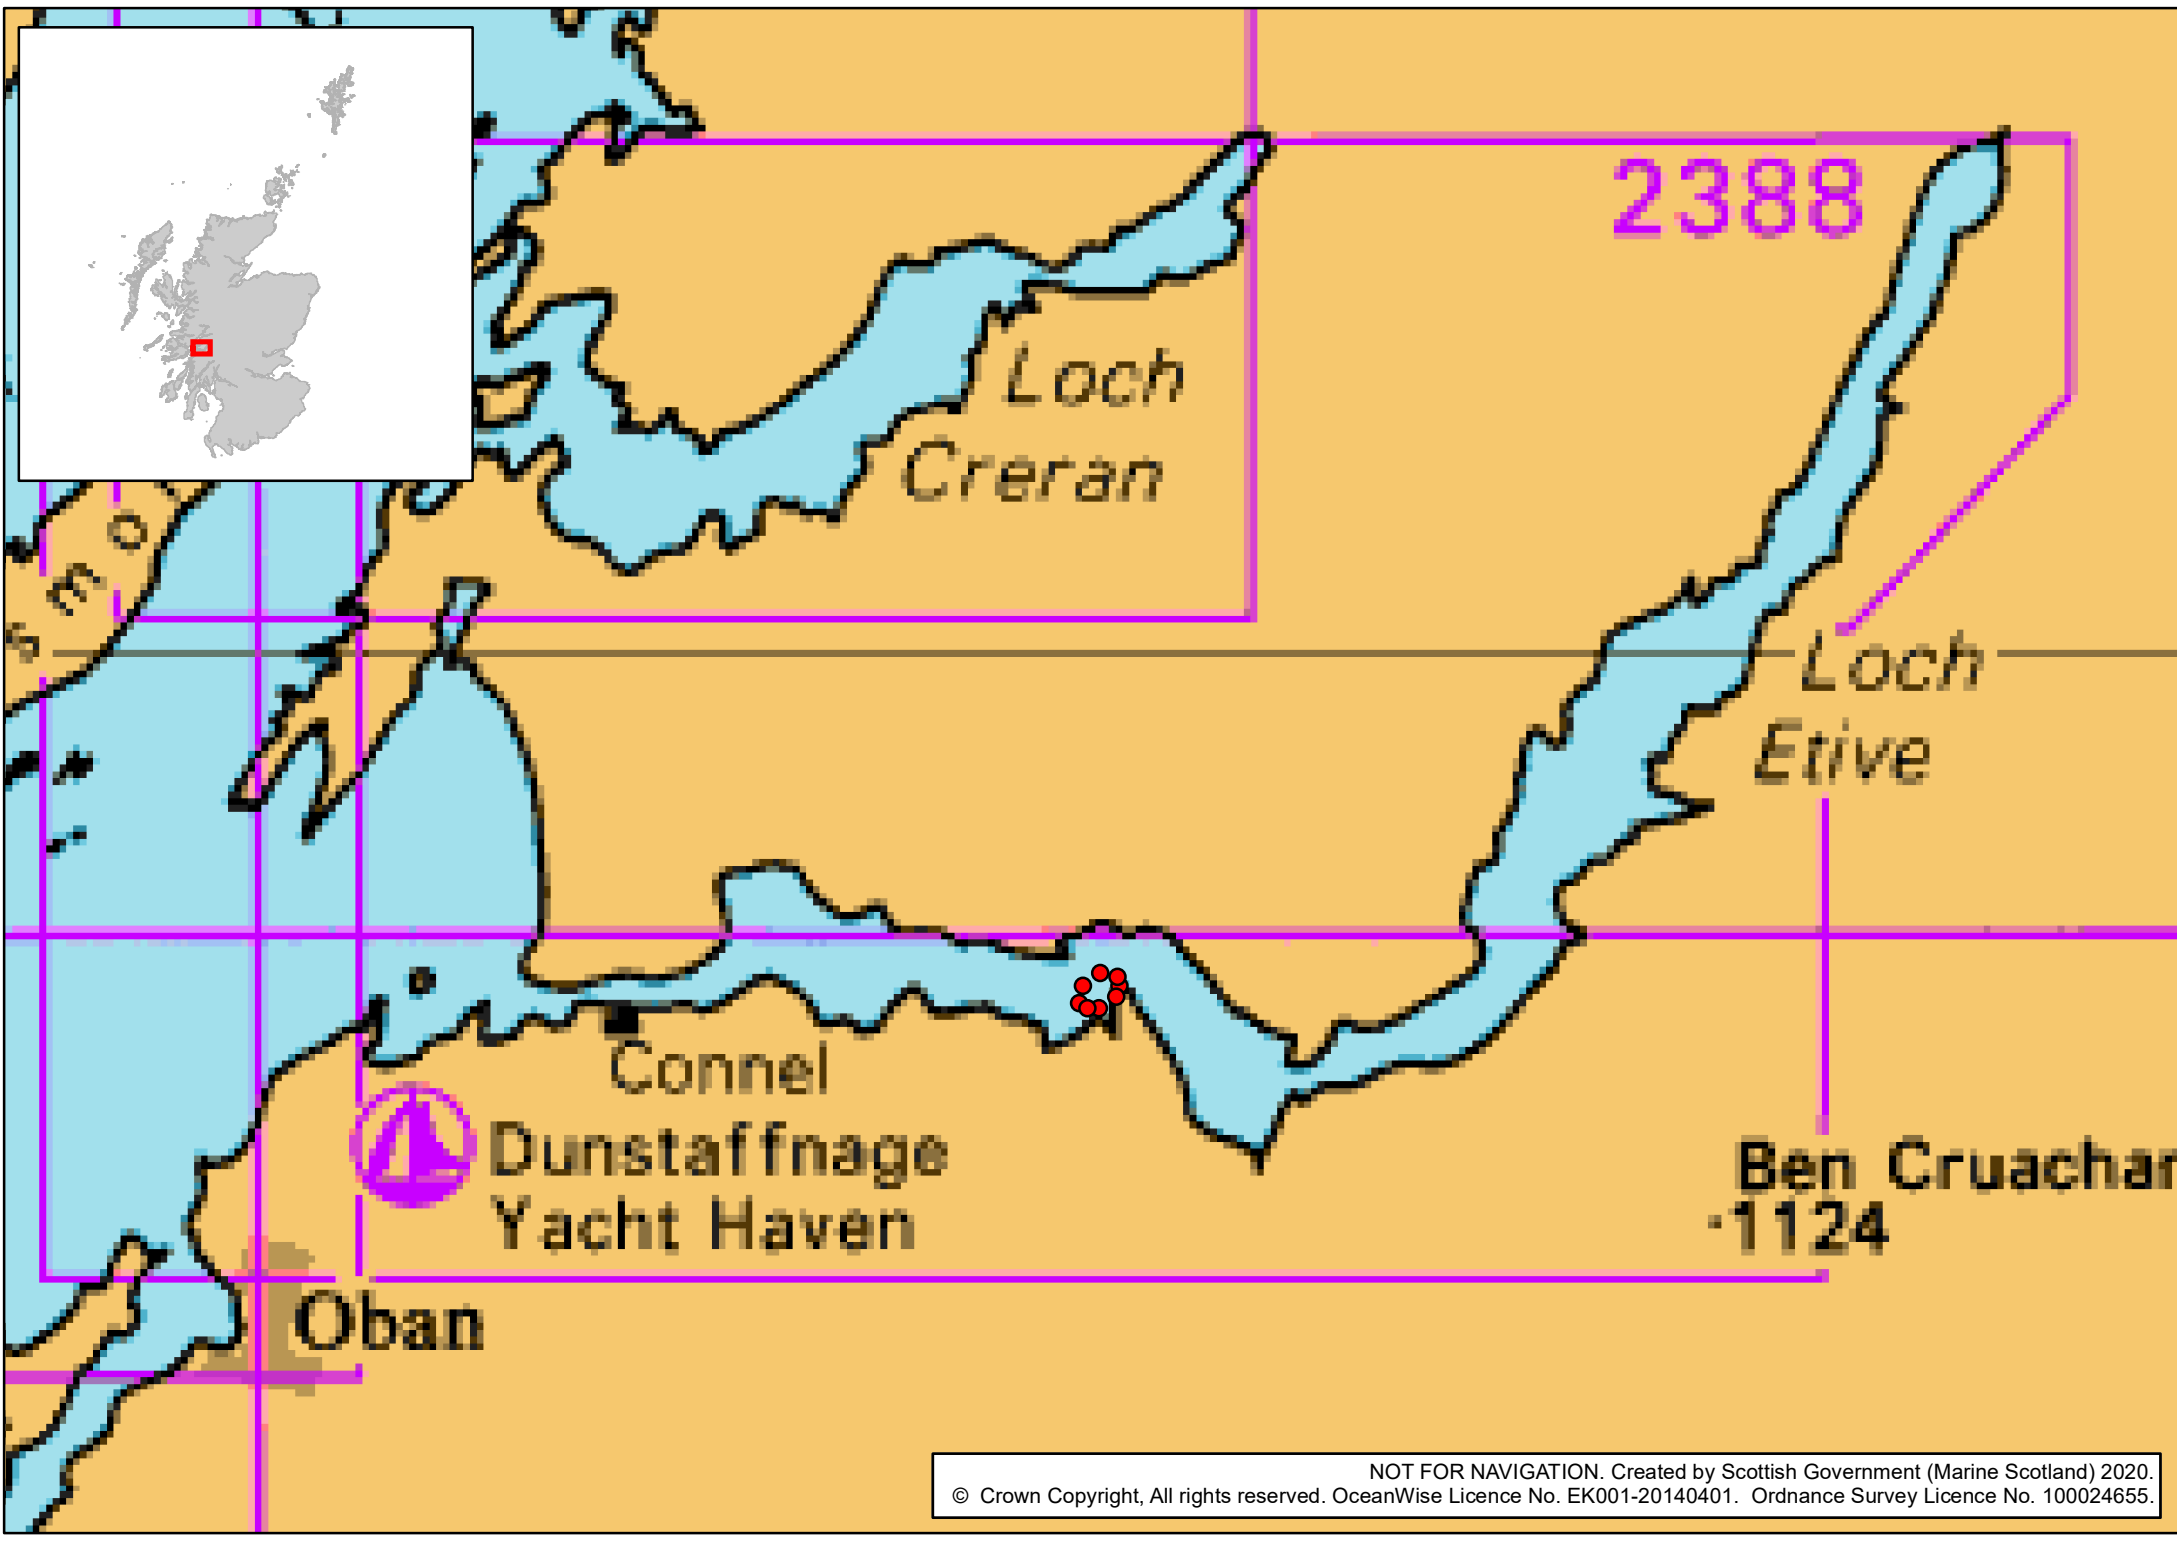 2388
Loch
Creran
s m o
Loch
Etive
Connel
Dunstaffnage
Yacht Haven
Ben Cruachan
·1124
Oban
NOT FOR NAVIGATION. Created by Scottish Government (Marine Scotland) 2020.
© Crown Copyright, All rights reserved. OceanWise Licence No. EK001-20140401. Ordnance Survey Licence No. 100024655.